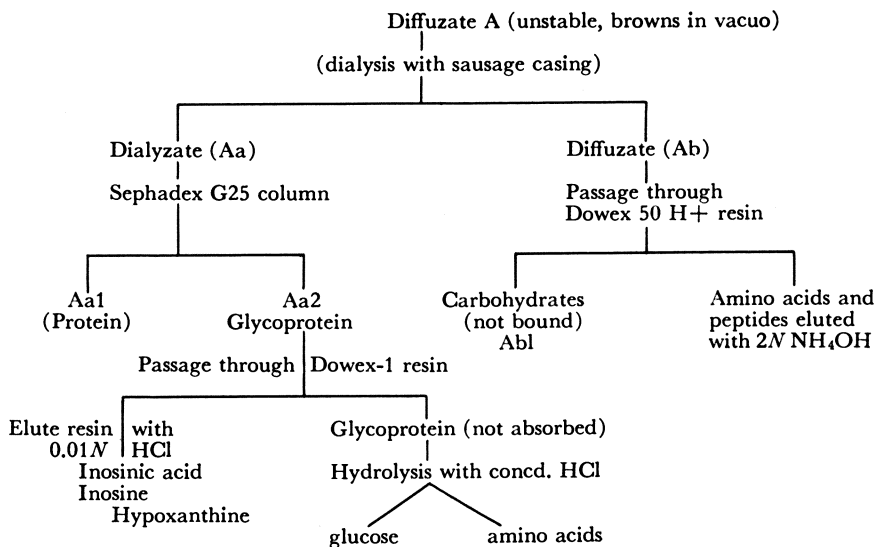 Diffuzate A (unstable, browns in vacuo)
(dialysis with sausage casing)
Dialyzate (Aa)
Sephadex G25 column
Diffuzate (Ab)
Passage through
Dowex 50 H+ resin
Aa1
(Protein)
Aa2
Glycoprotein
Carbohydrates
(not bound)
Abl
Amino acids and
peptides eluted
with 2N NH₄OH
Passage through Dowex-1 resin
Elute resin with
0.01N HCl
Inosinic acid
Inosine
Hypoxanthine
Glycoprotein (not absorbed)
Hydrolysis with concd. HCl
glucose
amino acids